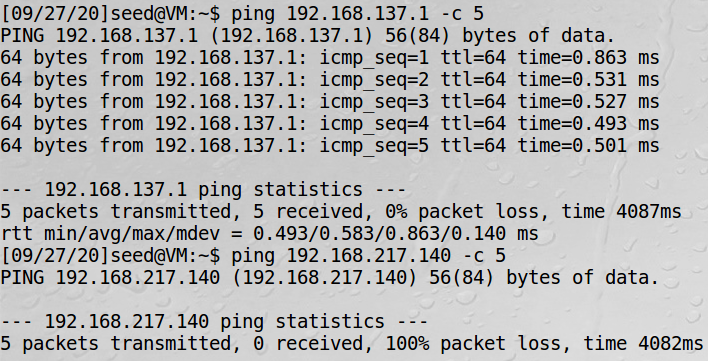 [09/27/20]seed@VM:~$ ping 192.168.137.1 -c 5
PING 192.168.137.1 (192.168.137.1) 56(84) bytes of data.
64 bytes from 192.168.137.1: icmp_seq=1 ttl=64 time=0.863 ms
64 bytes from 192.168.137.1: icmp_seq=2 ttl=64 time=0.531 ms
64 bytes from 192.168.137.1: icmp_seq=3 ttl=64 time=0.527 ms
64 bytes from 192.168.137.1: icmp_seq=4 ttl=64 time=0.493 ms
64 bytes from 192.168.137.1: icmp_seq=5 ttl=64 time=0.501 ms
--- 192.168.137.1 ping statistics ---
5 packets transmitted, 5 received, 0% packet loss, time 4087ms
rtt min/avg/max/mdev = 0.493/0.583/0.863/0.140 ms
[09/27/20]seed@VM:~$ ping 192.168.217.140 -c 5
PING 192.168.217.140 (192.168.217.140) 56(84) bytes of data.
--- 192.168.217.140 ping statistics ---
5 packets transmitted, 0 received, 100% packet loss, time 4082ms